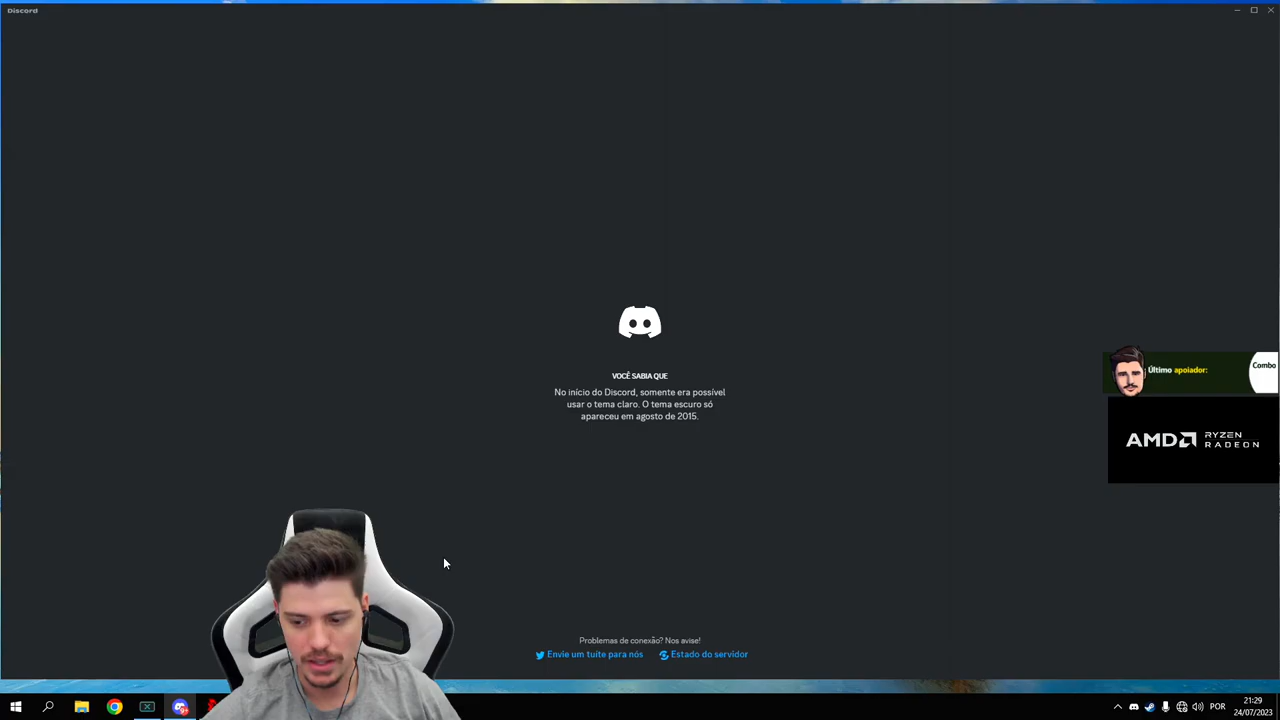 Discord
VOCÊ SABIA QUE
No início do Discord, somente era possível
usar o tema claro. O tema escuro só
apareceu em agosto de 2015.
Último apoiador:
Combo
AMD RYZEN
RADEON
Problemas de conexão? Nos avise!
Envie um tuíte para nós
Estado do servidor
POR
21:29
24/07/2023